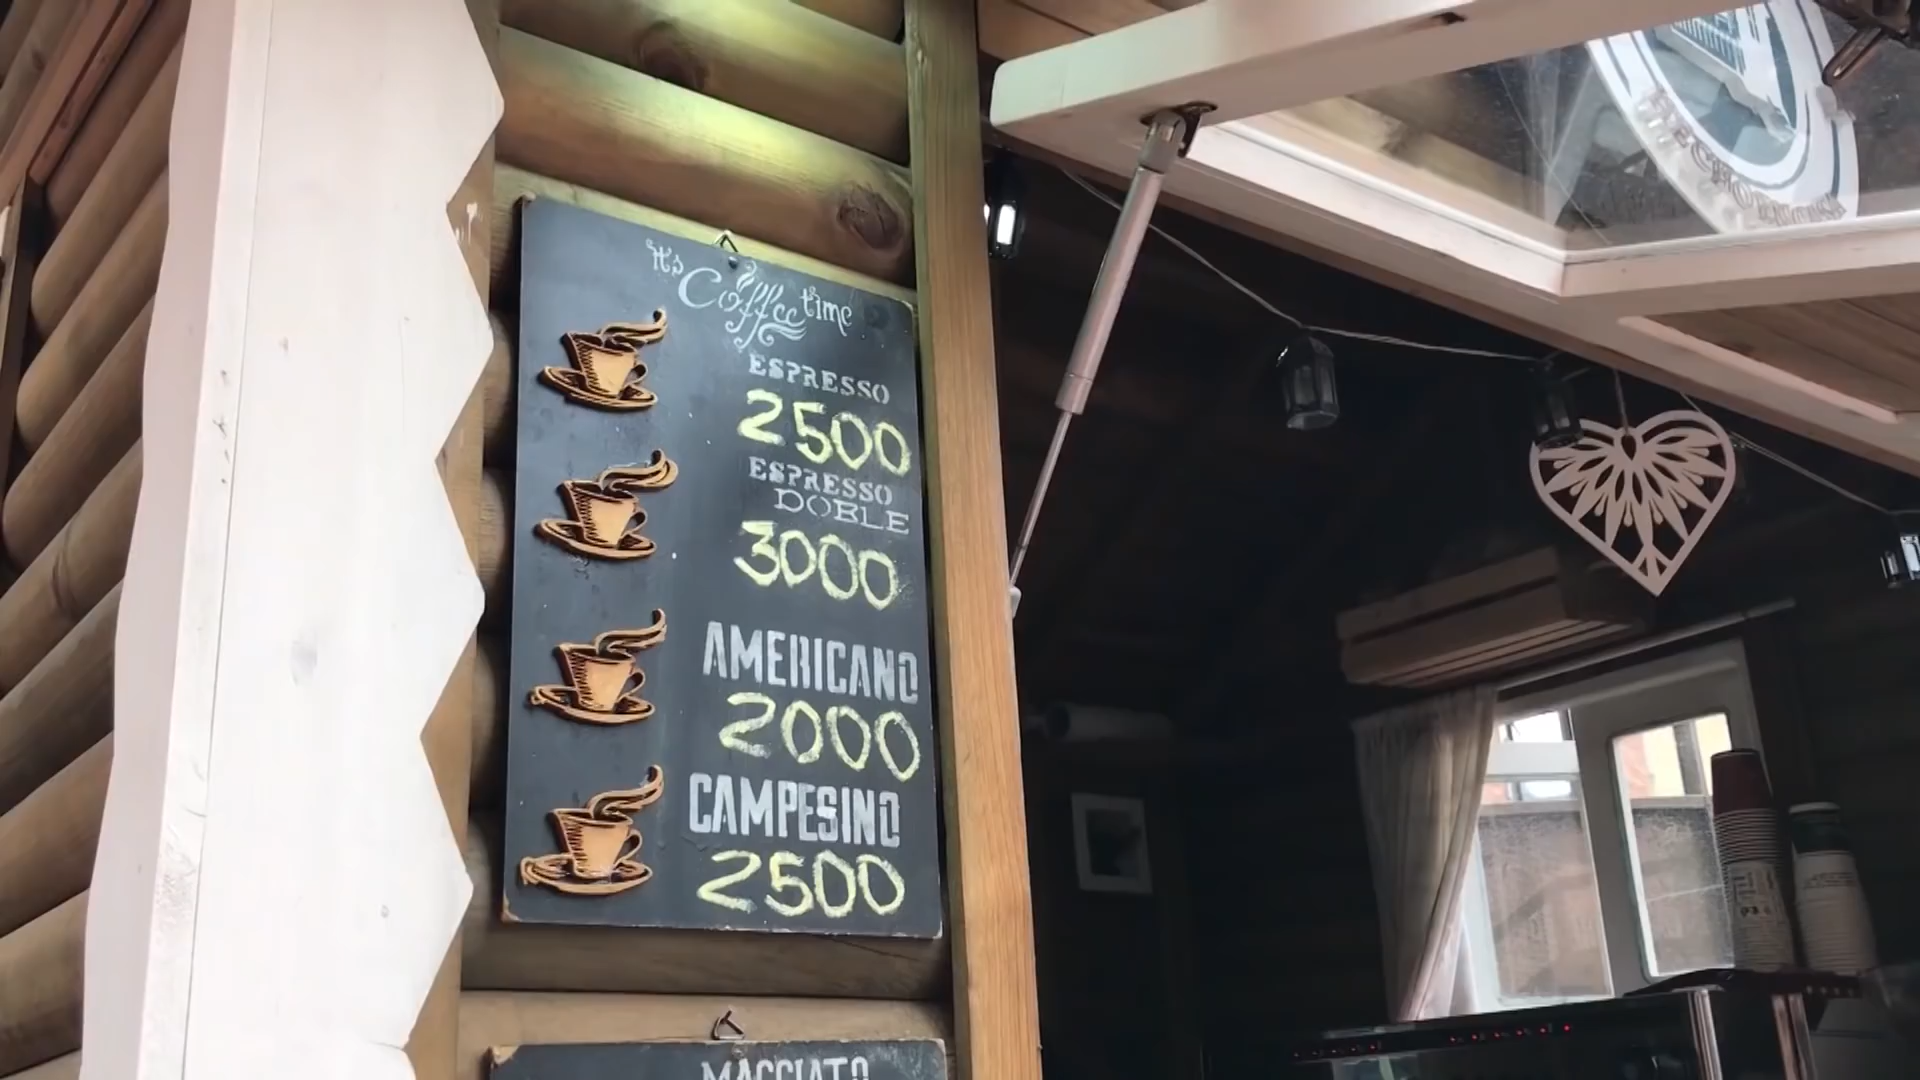 It's
Coffee time
ESPRESSO
2500
ESPRESSO
DOBLE
3000
AMERICANO
2000
CAMPESINO
2500
MACCIATO